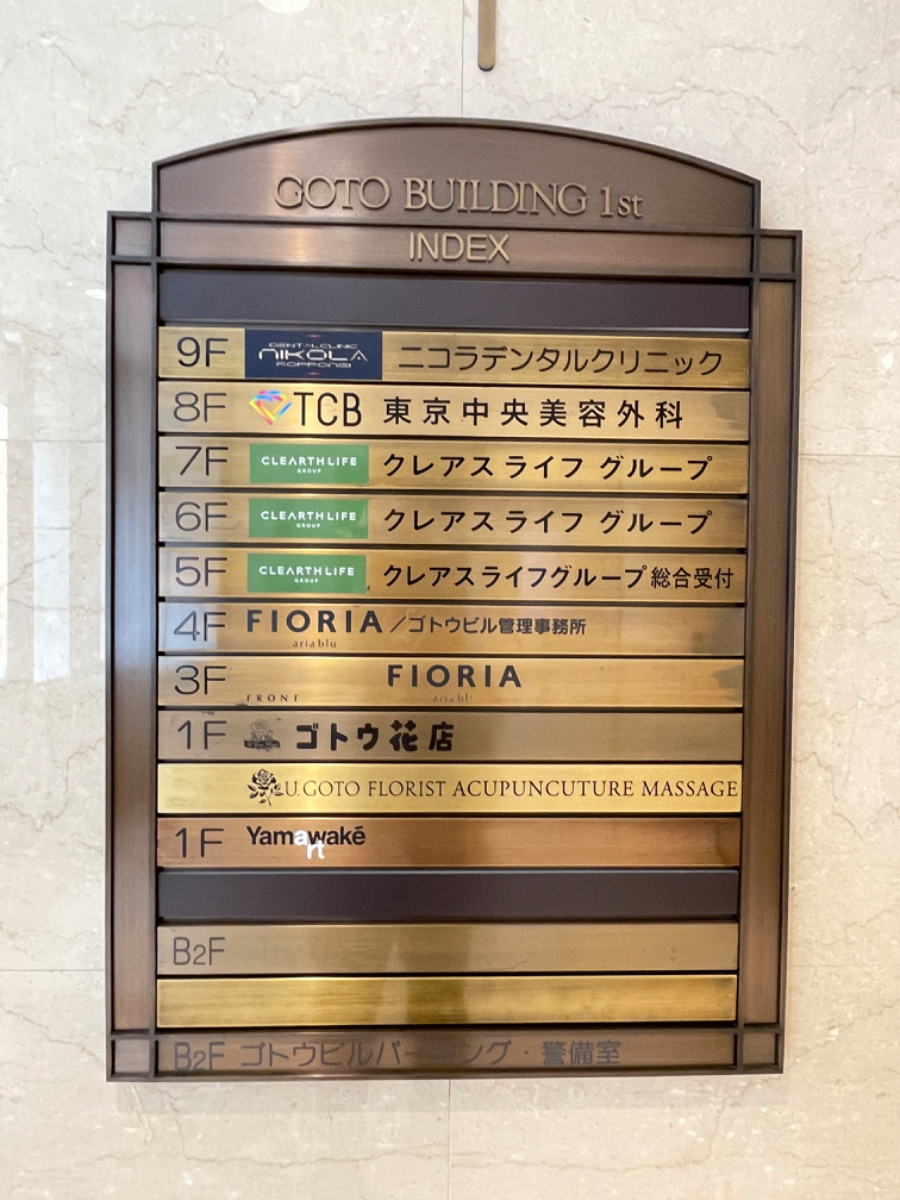 GOTO BUILDING 1st
INDEX
9F DENTAL CLINIC NIKOLA ROPPONGI ニコラデンタルクリニック
8F TCB 東京中央美容外科
7F CLEARTH LIFE GROUP クレアスライフ グループ
6F CLEARTH LIFE GROUP クレアスライフ グループ
5F CLEARTH LIFE GROUP クレアスライフグループ 総合受付
4F FIORIA aria blu /ゴトウビル管理事務所
3F FRONT FIORIA aria bl
1F ゴトウ花店
U.GOTO FLORIST ACUPUNCUTURE MASSAGE
1F Yamawaké art
B2F
B2F ゴトウビルパーキング・警備室